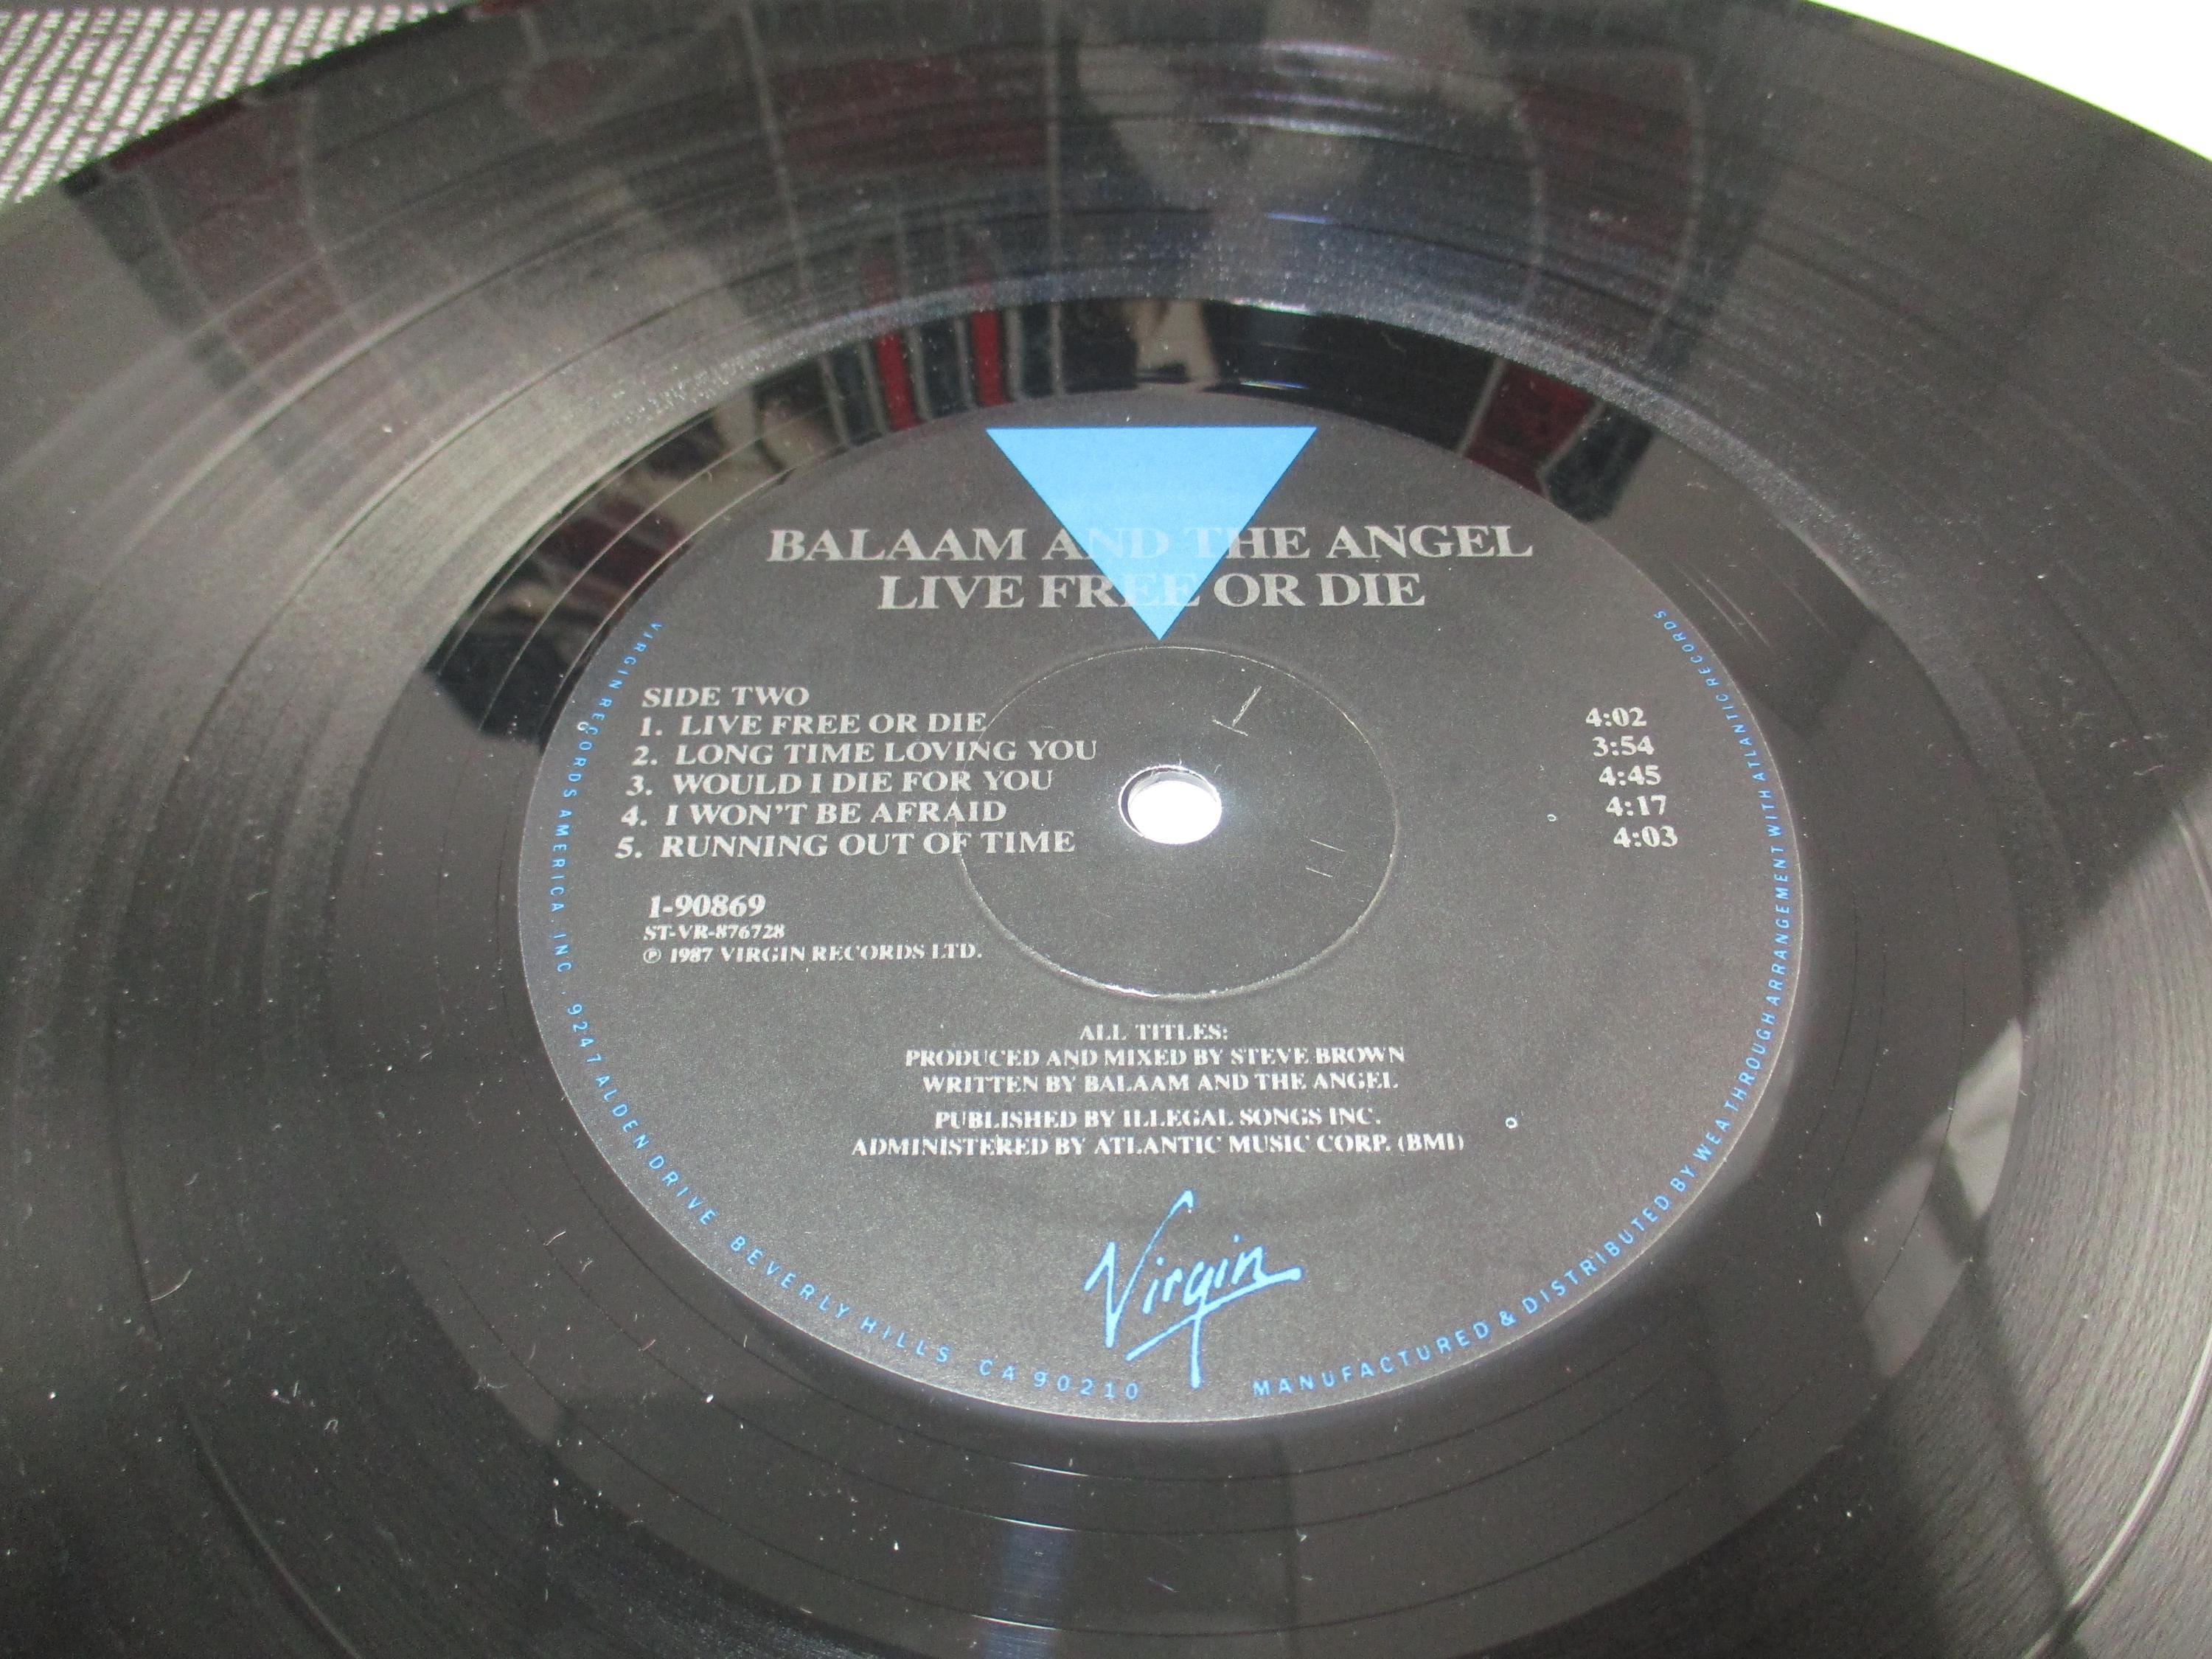 BALAAM AND THE ANGEL
LIVE FREE OR DIE
SIDE TWO
1. LIVE FREE OR DIE 4:02
2. LONG TIME LOVING YOU 3:54
3. WOULD I DIE FOR YOU 4:45
4. I WON'T BE AFRAID 4:17
5. RUNNING OUT OF TIME 4:03
1-90869
ST-VR-876728
℗ 1987 VIRGIN RECORDS LTD.
ALL TITLES:
PRODUCED AND MIXED BY STEVE BROWN
WRITTEN BY BALAAM AND THE ANGEL
PUBLISHED BY ILLEGAL SONGS INC.
ADMINISTERED BY ATLANTIC MUSIC CORP. (BMI)
Virgin
VIRGIN RECORDS AMERICA, INC. 9247 ALDEN DRIVE BEVERLY HILLS CA 90210 MANUFACTURED & DISTRIBUTED BY WEA THROUGH ARRANGEMENT WITH ATLANTIC RECORDS